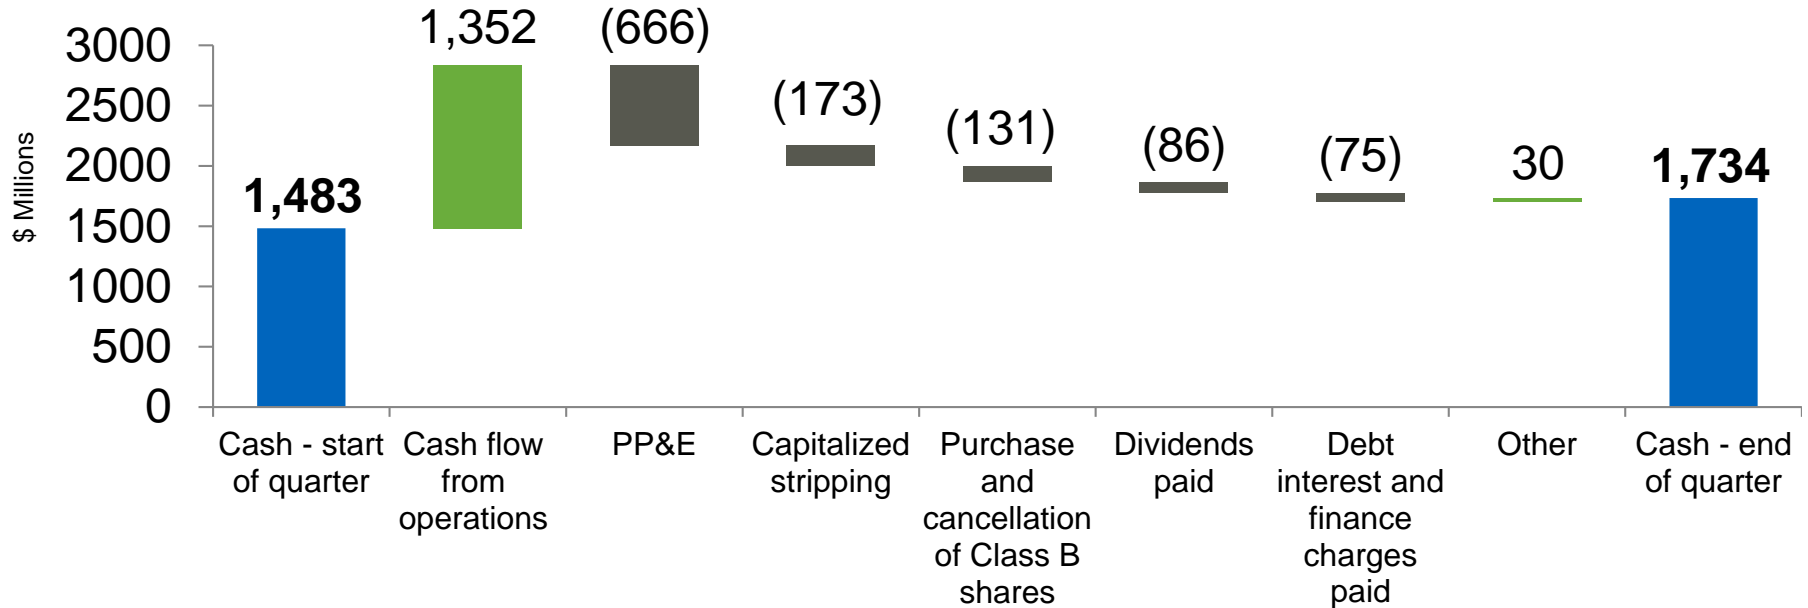 $ Millions
3000
2500
2000
1500
1000
500
0
1,483
1,352
(666)
(173)
(131)
(86)
(75)
30
1,734
Cash - start
of quarter
Cash flow
from
operations
PP&E
Capitalized
stripping
Purchase
and
cancellation
of Class B
shares
Dividends
paid
Debt
interest and
finance
charges
paid
Other
Cash - end
of quarter